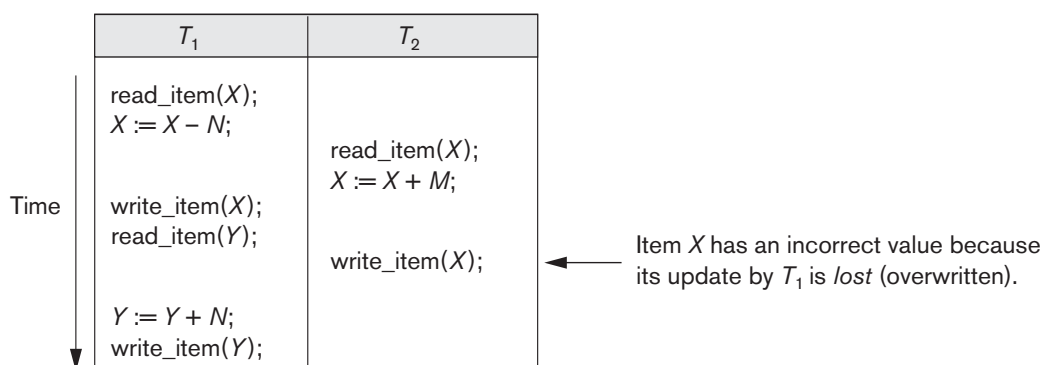 T1 T2
read_item(X);
X := X – N;
read_item(X);
X := X + M;
Time
write_item(X);
read_item(Y);
write_item(X);
Item X has an incorrect value because
its update by T1 is lost (overwritten).
Y := Y + N;
write_item(Y);